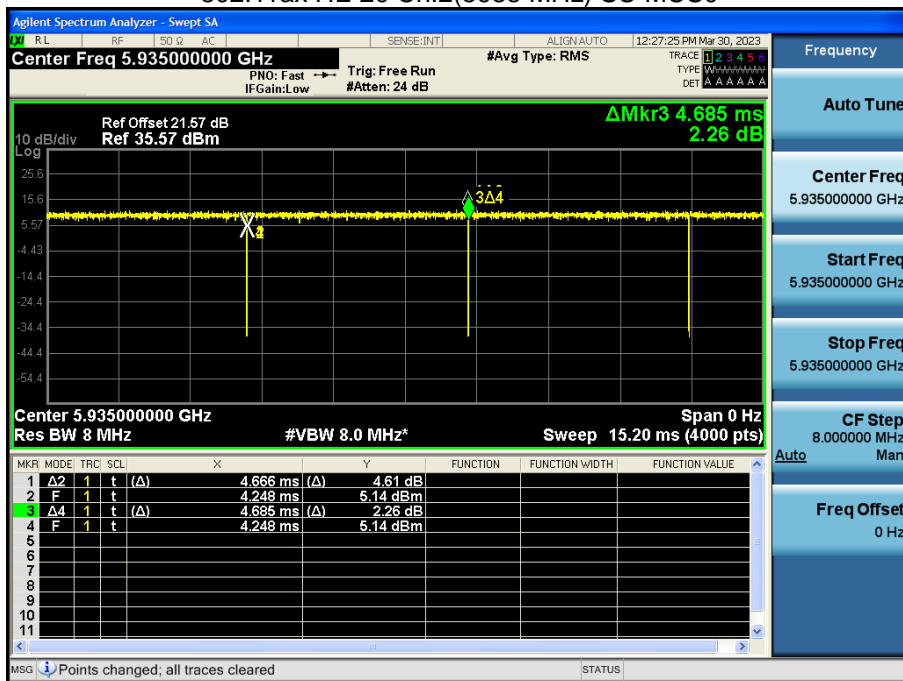 Agilent Spectrum Analyzer - Swept SA
LXI RL RF 50 Ω AC SENSE:INT ALIGN AUTO 12:27:25 PM Mar 30, 2023
Center Freq 5.935000000 GHz #Avg Type: RMS TRACE 1 2 3 4 5 6
PNO: Fast Trig: Free Run TYPE
IFGain:Low #Atten: 24 dB DET A A A A A A
Frequency
Auto Tune
ΔMkr3 4.685 ms
2.26 dB
Ref Offset 21.57 dB
10 dB/div Ref 35.57 dBm
Log
25.6
15.6
5.57
-4.43
-14.4
-24.4
-34.4
-44.4
-54.4
3Δ4
Center Freq
5.935000000 GHz
Start Freq
5.935000000 GHz
Stop Freq
5.935000000 GHz
CF Step
8.000000 MHz
Auto Man
Freq Offset
0 Hz
Center 5.935000000 GHz Span 0 Hz
Res BW 8 MHz #VBW 8.0 MHz* Sweep 15.20 ms (4000 pts)
MKR MODE TRC SCL X Y FUNCTION FUNCTION WIDTH FUNCTION VALUE
1 Δ2 1 t (Δ) 4.666 ms (Δ) 4.61 dB
2 F 1 t 4.248 ms 5.14 dBm
3 Δ4 1 t (Δ) 4.685 ms (Δ) 2.26 dB
4 F 1 t 4.248 ms 5.14 dBm
5
6
7
8
9
10
11
MSG Points changed; all traces cleared STATUS